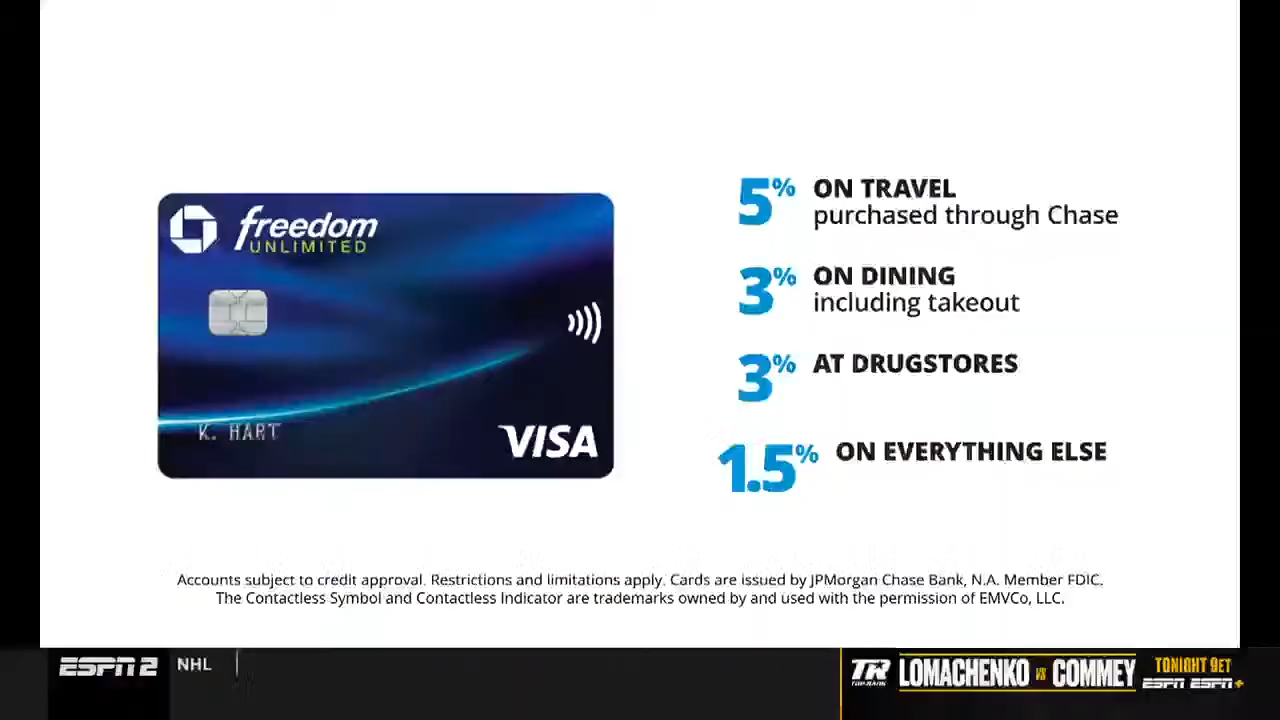 freedom
UNLIMITED
K. HART
VISA
5% ON TRAVEL
purchased through Chase
3% ON DINING
including takeout
3% AT DRUGSTORES
1.5% ON EVERYTHING ELSE
Accounts subject to credit approval. Restrictions and limitations apply. Cards are issued by JPMorgan Chase Bank, N.A. Member FDIC.
The Contactless Symbol and Contactless Indicator are trademarks owned by and used with the permission of EMVCo, LLC.
ESPN 2 NHL
TR TOP RANK LOMACHENKO VS COMMEY TONIGHT 9ET
ESPN ESPN+